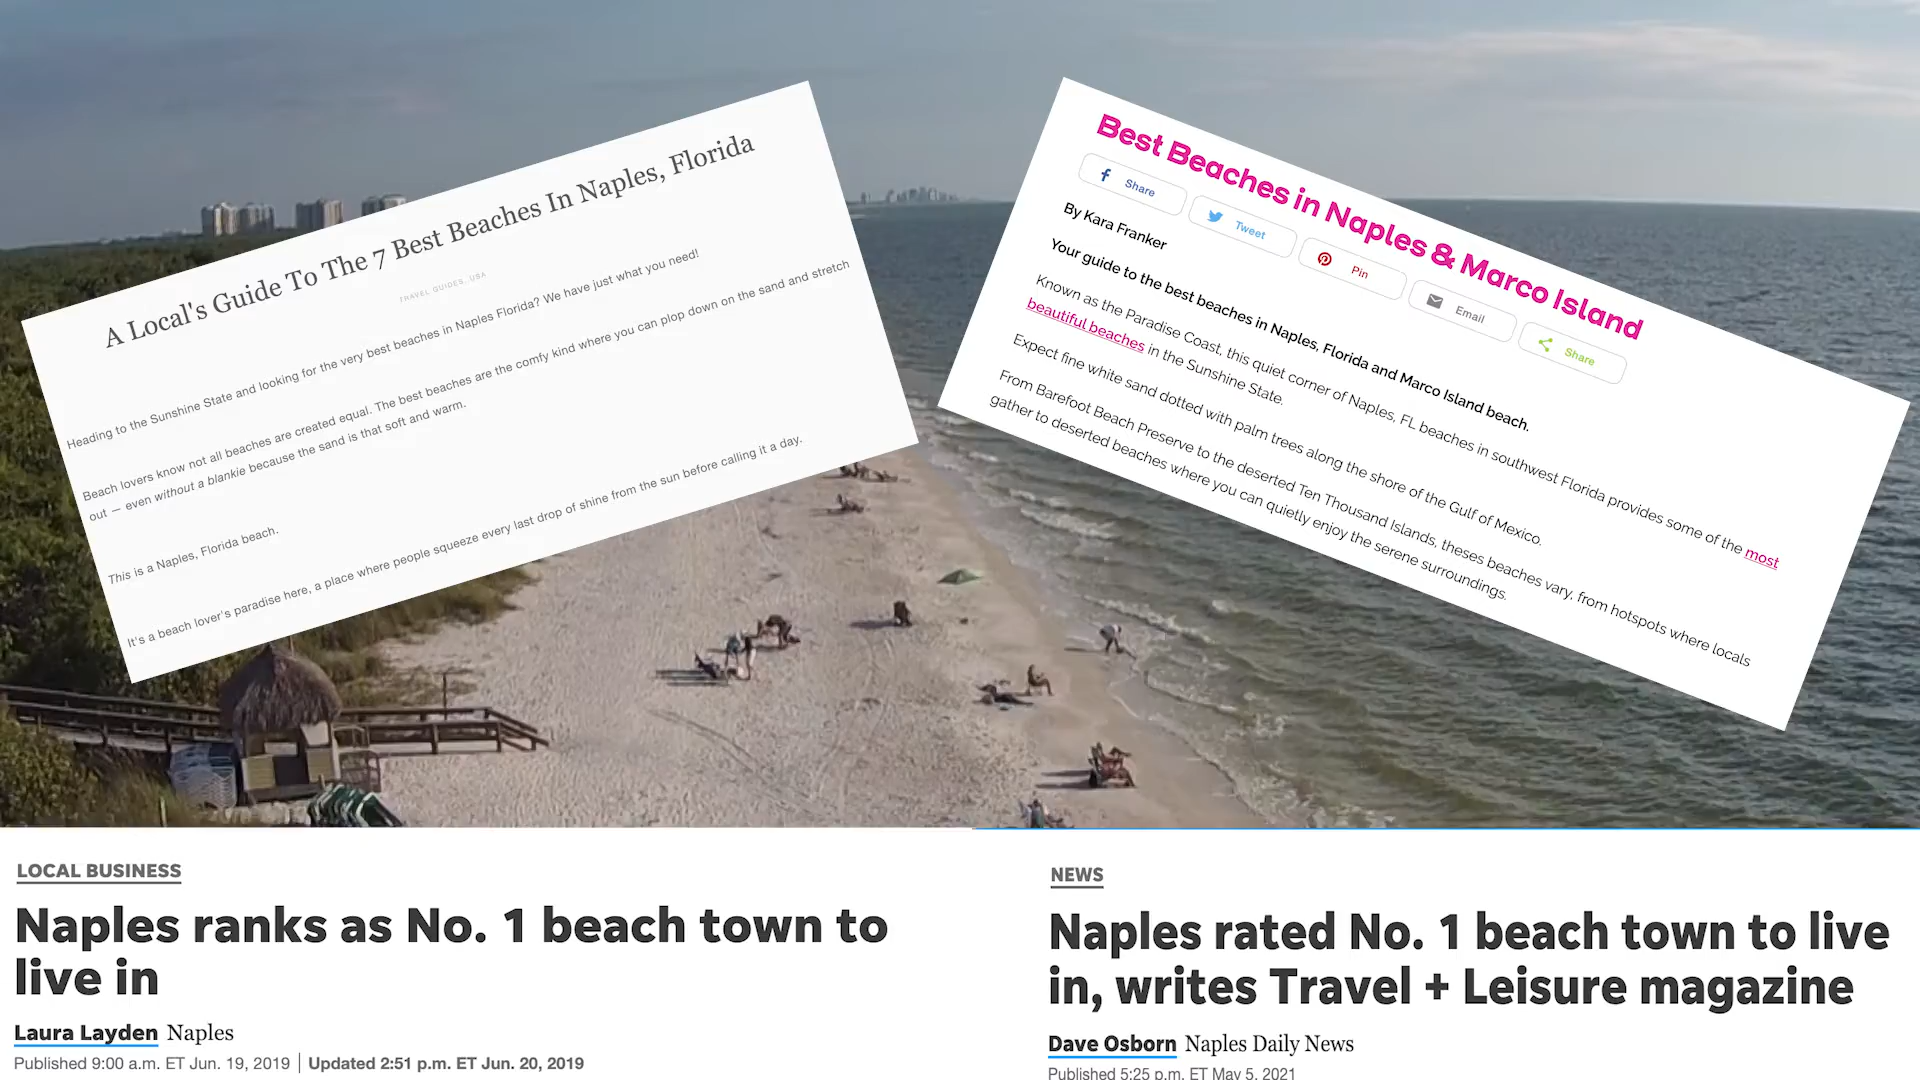 A Local's Guide To The 7 Best Beaches In Naples, Florida
TRAVEL GUIDES, USA
Heading to the Sunshine State and looking for the very best beaches in Naples Florida? We have just what you need!
Beach lovers know not all beaches are created equal. The best beaches are the comfy kind where you can plop down on the sand and stretch
out — even without a blankie because the sand is that soft and warm.
This is a Naples, Florida beach.
It's a beach lover's paradise here, a place where people squeeze every last drop of shine from the sun before calling it a day.
Best Beaches in Naples & Marco Island
Share
Tweet
Pin
Email
Share
By Kara Franker
Your guide to the best beaches in Naples, Florida and Marco Island beach.
Known as the Paradise Coast, this quiet corner of Naples, FL beaches in southwest Florida provides some of the most
beautiful beaches in the Sunshine State.
Expect fine white sand dotted with palm trees along the shore of the Gulf of Mexico.
From Barefoot Beach Preserve to the deserted Ten Thousand Islands, theses beaches vary, from hotspots where locals
gather to deserted beaches where you can quietly enjoy the serene surroundings.
LOCAL BUSINESS
Naples ranks as No. 1 beach town to
live in
Laura Layden Naples
Published 9:00 a.m. ET Jun. 19, 2019 | Updated 2:51 p.m. ET Jun. 20, 2019
NEWS
Naples rated No. 1 beach town to live
in, writes Travel + Leisure magazine
Dave Osborn Naples Daily News
Published 5:25 p.m. ET May 5, 2021